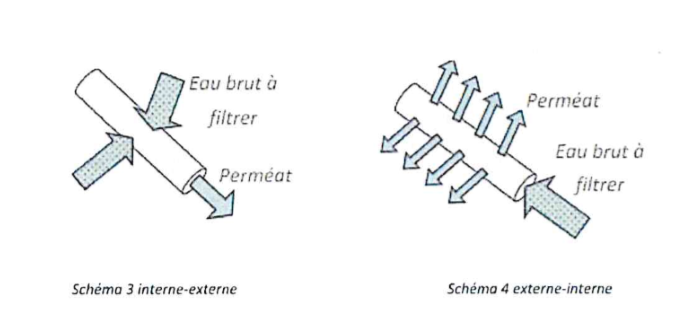 Eau brut à
filtrer
Perméat
Schéma 3 interne-externe
Perméat
Eau brut à
filtrer
Schéma 4 externe-interne